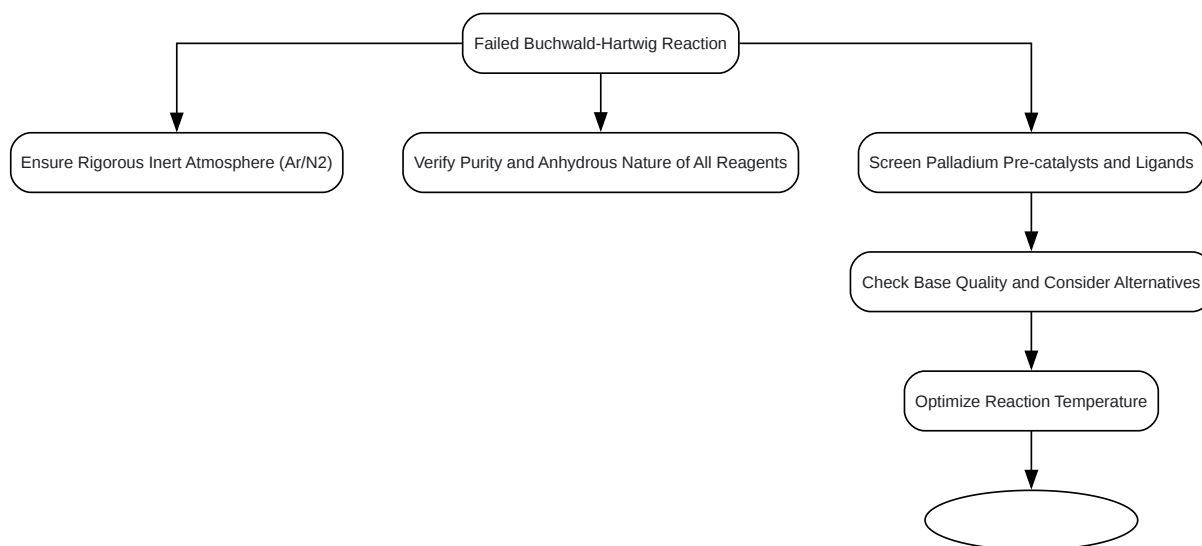 Failed Buchwald-Hartwig Reaction
Ensure Rigorous Inert Atmosphere (Ar/N2)
Verify Purity and Anhydrous Nature of All Reagents
Screen Palladium Pre-catalysts and Ligands
Check Base Quality and Consider Alternatives
Optimize Reaction Temperature